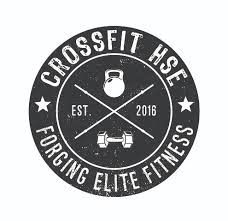 CROSSFIT HSE
EST. 2016
FORGING ELITE FITNESS